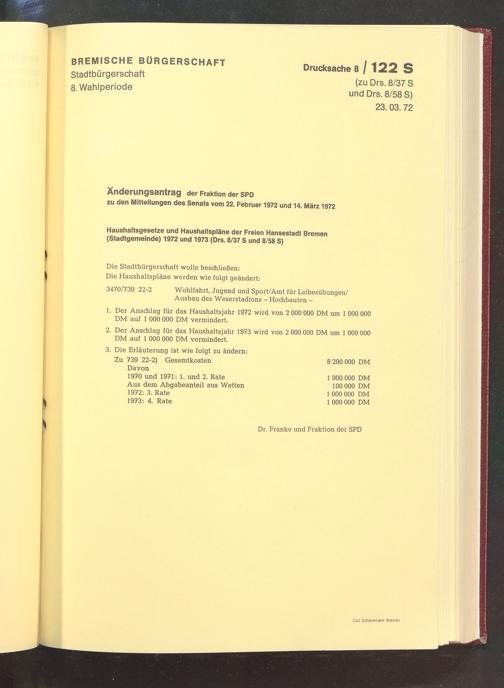 BREMISCHE BÜRGERSCHAFT
Stadtbürgerschaft
8. Wahlperiode
Drucksache 8 / 122 S
(zu Drs. 8/37 S
und Drs. 8/58 S)
23. 03. 72
Änderungsantrag der Fraktion der SPD
zu den Mitteilungen des Senats vom 22. Februar 1972 und 14. März 1972
Haushaltsgesetze und Haushaltspläne der Freien Hansestadt Bremen
(Stadtgemeinde) 1972 und 1973 (Drs. 8/37 S und 8/58 S)
Die Stadtbürgerschaft wolle beschließen:
Die Haushaltspläne werden wie folgt geändert:
3470/739 22-2 Wohlfahrt, Jugend und Sport/Amt für Leibesübungen/
Ausbau des Weserstadions – Hochbauten –
1. Der Anschlag für das Haushaltsjahr 1972 wird von 2 000 000 DM um 1 000 000
DM auf 1 000 000 DM vermindert.
2. Der Anschlag für das Haushaltsjahr 1973 wird von 2 000 000 DM um 1 000 000
DM auf 1 000 000 DM vermindert.
3. Die Erläuterung ist wie folgt zu ändern:
Zu 739 22-2) Gesamtkosten 8 200 000 DM
Davon
1970 und 1971: 1. und 2. Rate 1 900 000 DM
Aus dem Abgabeanteil aus Wetten 100 000 DM
1972: 3. Rate 1 000 000 DM
1973: 4. Rate 1 000 000 DM
Dr. Franke und Fraktion der SPD
Carl Schünemann Bremen